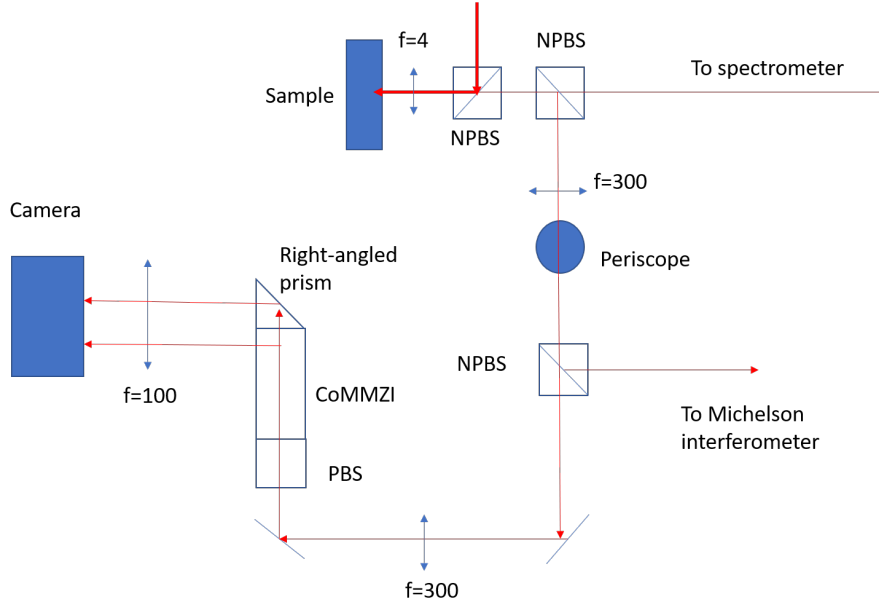 f=4
NPBS
Sample
To spectrometer
NPBS
f=300
Camera
Right-angled
prism
Periscope
NPBS
f=100
CoMMZI
To Michelson
interferometer
PBS
f=300